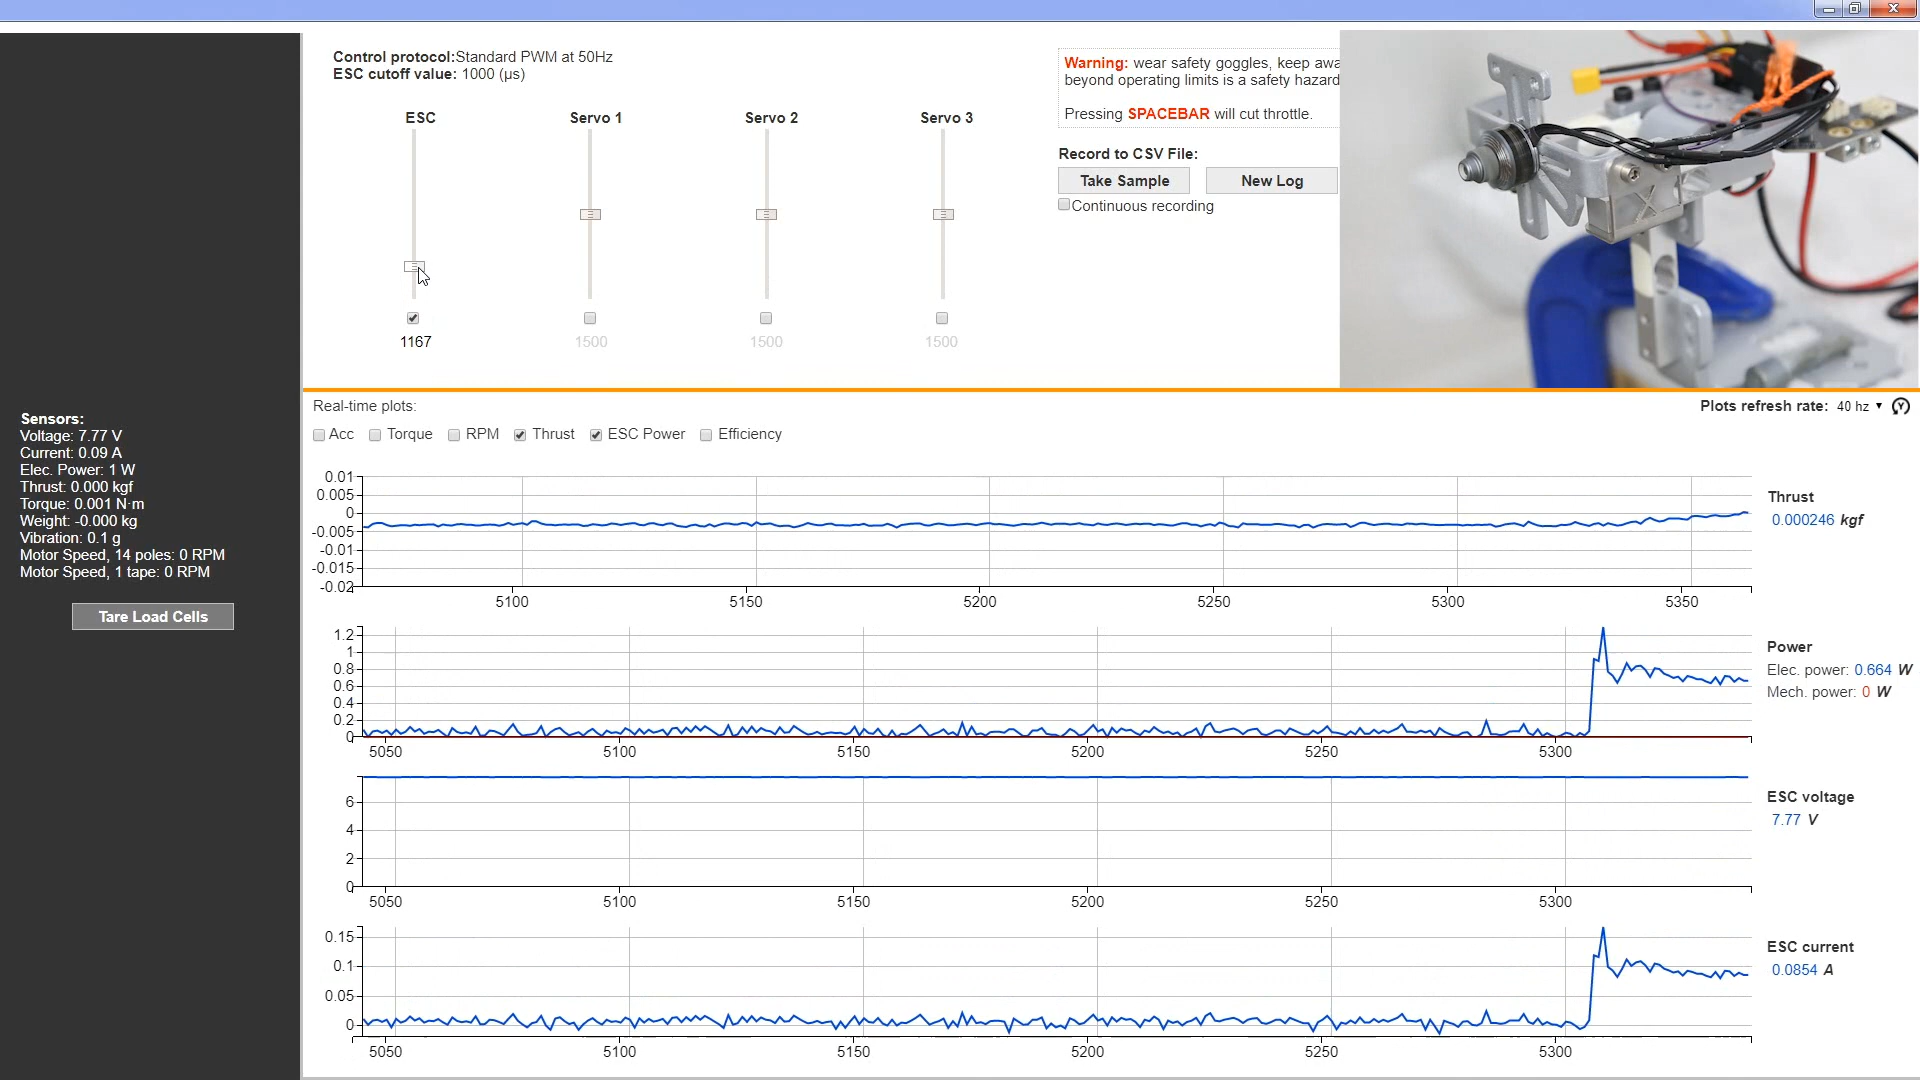 Control protocol:Standard PWM at 50Hz
ESC cutoff value: 1000 (µs)
ESC
Servo 1
Servo 2
Servo 3
1167
1500
1500
1500
Warning: wear safety goggles, keep awa
beyond operating limits is a safety hazard
Pressing SPACEBAR will cut throttle.
Record to CSV File:
Take Sample
New Log
Continuous recording
Sensors:
Voltage: 7.77 V
Current: 0.09 A
Elec. Power: 1 W
Thrust: 0.000 kgf
Torque: 0.001 N·m
Weight: -0.000 kg
Vibration: 0.1 g
Motor Speed, 14 poles: 0 RPM
Motor Speed, 1 tape: 0 RPM
Tare Load Cells
Real-time plots:
Plots refresh rate: 40 hz
Acc Torque RPM Thrust ESC Power Efficiency
0.01
0.005
0
-0.005
-0.01
-0.015
-0.02
5100 5150 5200 5250 5300 5350
Thrust
0.000246 kgf
1.2
1
0.8
0.6
0.4
0.2
0
5050 5100 5150 5200 5250 5300
Power
Elec. power: 0.664 W
Mech. power: 0 W
6
4
2
0
5050 5100 5150 5200 5250 5300
ESC voltage
7.77 V
0.15
0.1
0.05
0
5050 5100 5150 5200 5250 5300
ESC current
0.0854 A